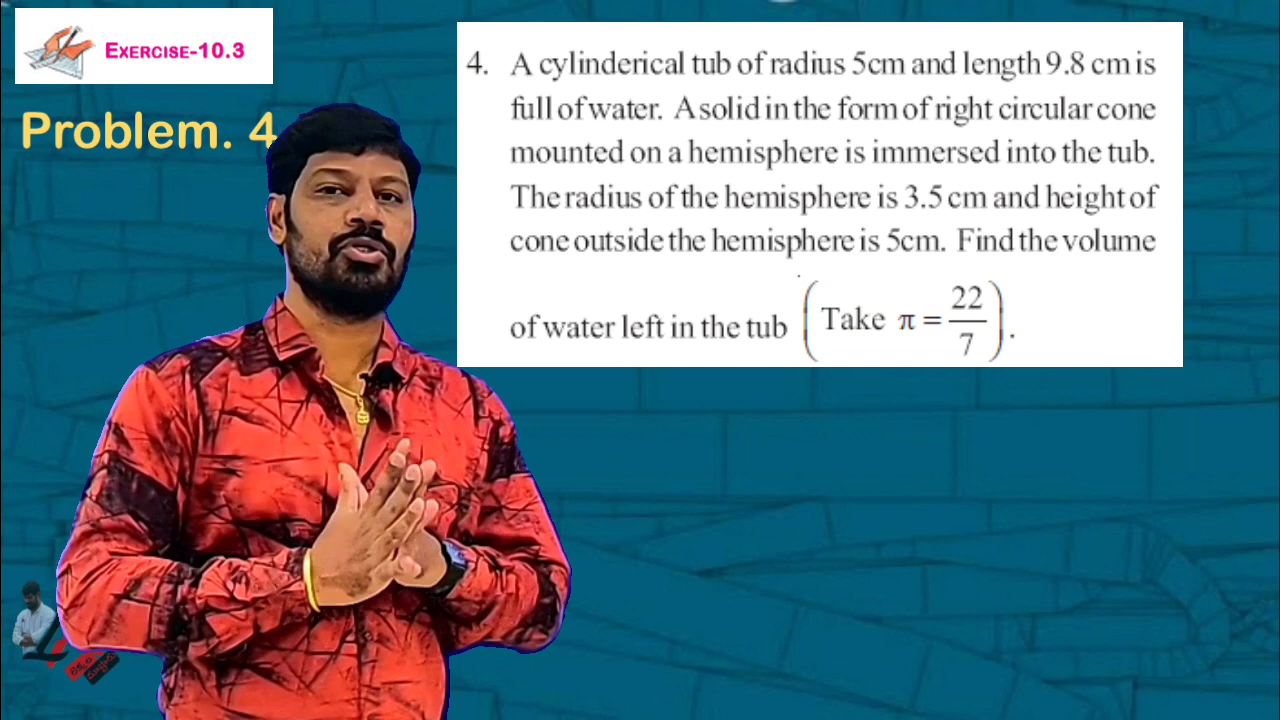 EXERCISE-10.3
Problem. 4
4. A cylinderical tub of radius 5cm and length 9.8 cm is
full of water. A solid in the form of right circular cone
mounted on a hemisphere is immersed into the tub.
The radius of the hemisphere is 3.5 cm and height of
cone outside the hemisphere is 5cm. Find the volume
of water left in the tub (Take π = 22/7).